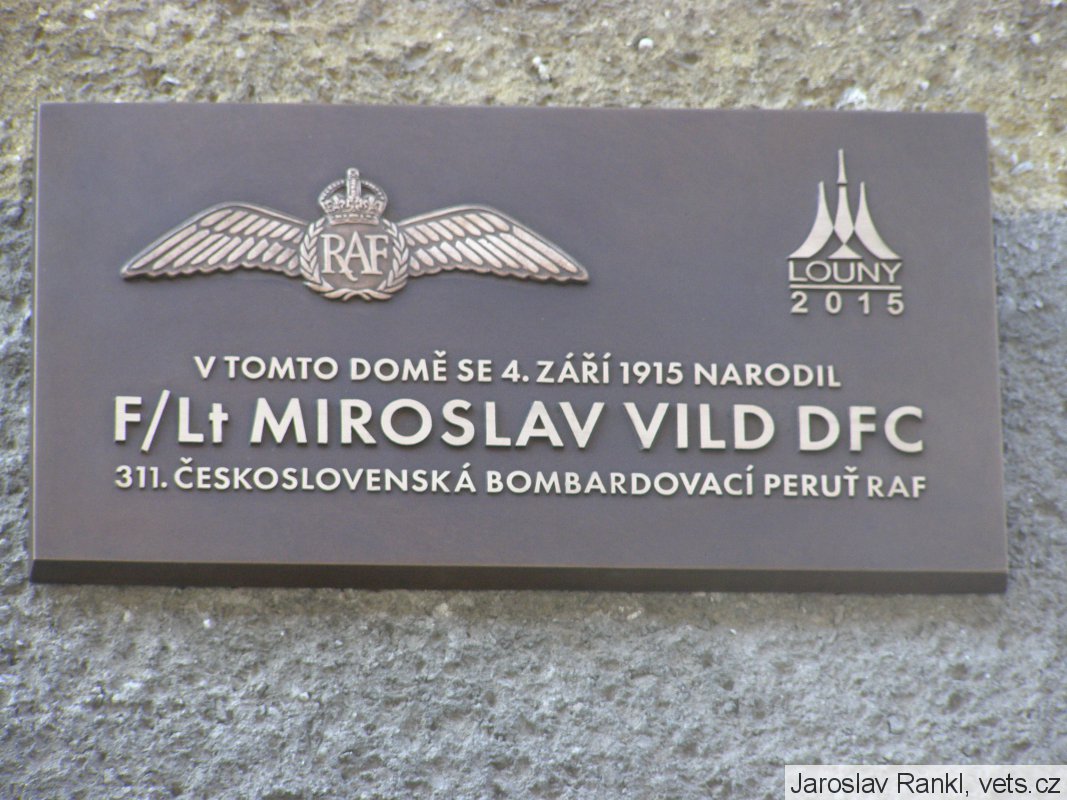 RAF
LOUNY
2015
V TOMTO DOMĚ SE 4. ZÁŘÍ 1915 NARODIL
F/Lt MIROSLAV VILD DFC
311. ČESKOSLOVENSKÁ BOMBARDOVACÍ PERUŤ RAF
Jaroslav Rankl, vets.cz